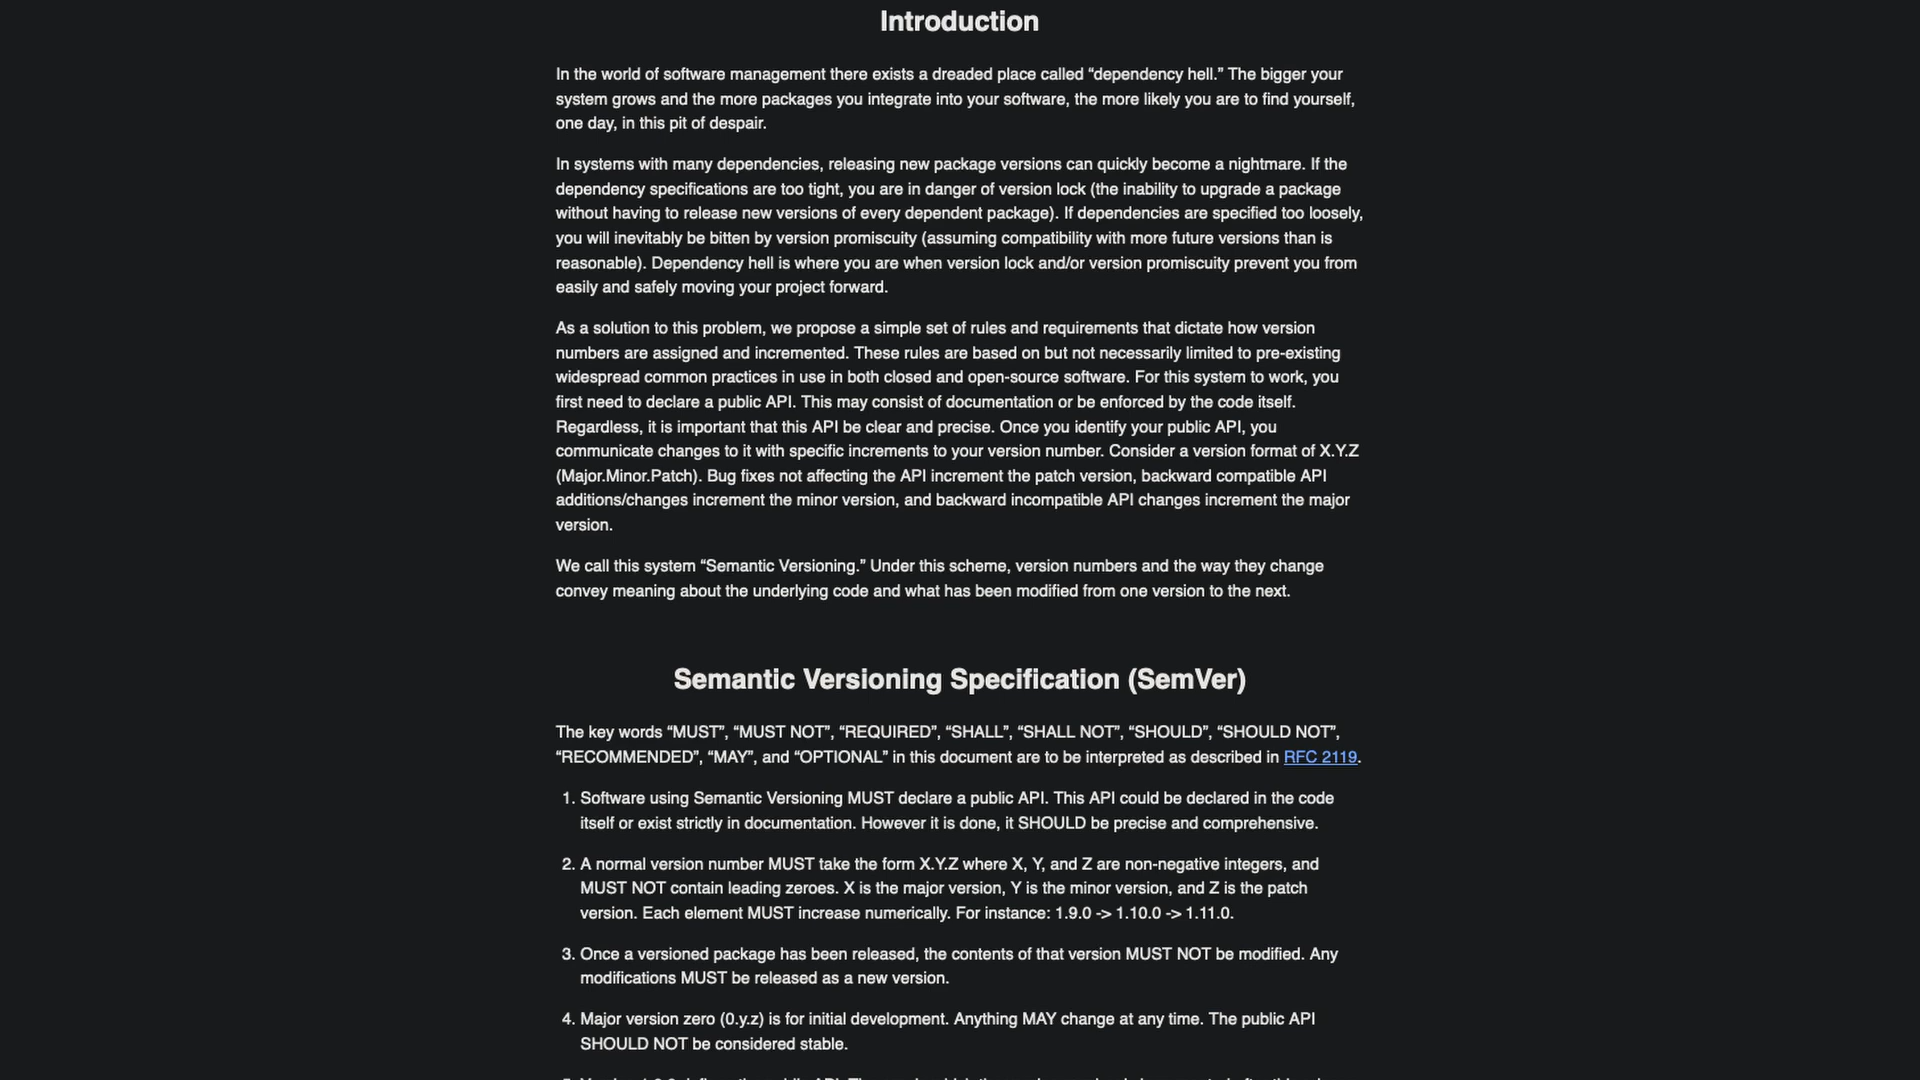 Introduction
In the world of software management there exists a dreaded place called “dependency hell.” The bigger your
system grows and the more packages you integrate into your software, the more likely you are to find yourself,
one day, in this pit of despair.
In systems with many dependencies, releasing new package versions can quickly become a nightmare. If the
dependency specifications are too tight, you are in danger of version lock (the inability to upgrade a package
without having to release new versions of every dependent package). If dependencies are specified too loosely,
you will inevitably be bitten by version promiscuity (assuming compatibility with more future versions than is
reasonable). Dependency hell is where you are when version lock and/or version promiscuity prevent you from
easily and safely moving your project forward.
As a solution to this problem, we propose a simple set of rules and requirements that dictate how version
numbers are assigned and incremented. These rules are based on but not necessarily limited to pre-existing
widespread common practices in use in both closed and open-source software. For this system to work, you
first need to declare a public API. This may consist of documentation or be enforced by the code itself.
Regardless, it is important that this API be clear and precise. Once you identify your public API, you
communicate changes to it with specific increments to your version number. Consider a version format of X.Y.Z
(Major.Minor.Patch). Bug fixes not affecting the API increment the patch version, backward compatible API
additions/changes increment the minor version, and backward incompatible API changes increment the major
version.
We call this system “Semantic Versioning.” Under this scheme, version numbers and the way they change
convey meaning about the underlying code and what has been modified from one version to the next.
Semantic Versioning Specification (SemVer)
The key words “MUST”, “MUST NOT”, “REQUIRED”, “SHALL”, “SHALL NOT”, “SHOULD”, “SHOULD NOT”,
“RECOMMENDED”, “MAY”, and “OPTIONAL” in this document are to be interpreted as described in RFC 2119.
1. Software using Semantic Versioning MUST declare a public API. This API could be declared in the code
itself or exist strictly in documentation. However it is done, it SHOULD be precise and comprehensive.
2. A normal version number MUST take the form X.Y.Z where X, Y, and Z are non-negative integers, and
MUST NOT contain leading zeroes. X is the major version, Y is the minor version, and Z is the patch
version. Each element MUST increase numerically. For instance: 1.9.0 -> 1.10.0 -> 1.11.0.
3. Once a versioned package has been released, the contents of that version MUST NOT be modified. Any
modifications MUST be released as a new version.
4. Major version zero (0.y.z) is for initial development. Anything MAY change at any time. The public API
SHOULD NOT be considered stable.